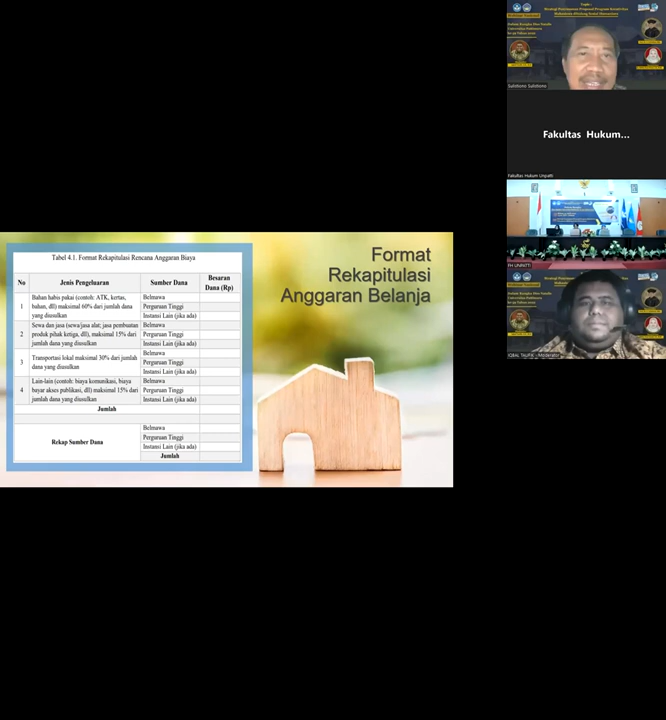 Tabel 4.1. Format Rekapitulasi Rencana Anggaran Biaya
No
Jenis Pengeluaran
Sumber Dana
Besaran
Dana (Rp)
1
Bahan habis pakai (contoh: ATK, kertas,
bahan, dll) maksimal 60% dari jumlah dana
yang diusulkan
Belmawa
Perguruan Tinggi
Instansi Lain (jika ada)
2
Sewa dan jasa (sewa/jasa alat; jasa pembuatan
produk pihak ketiga, dll), maksimal 15% dari
jumlah dana yang diusulkan
Belmawa
Perguruan Tinggi
Instansi Lain (jika ada)
3
Transportasi lokal maksimal 30% dari jumlah
dana yang diusulkan
Belmawa
Perguruan Tinggi
Instansi Lain (jika ada)
4
Lain-lain (contoh: biaya komunikasi, biaya
bayar akses publikasi, dll) maksimal 15% dari
jumlah dana yang diusulkan
Belmawa
Perguruan Tinggi
Instansi Lain (jika ada)
Jumlah
Rekap Sumber Dana
Belmawa
Perguruan Tinggi
Instansi Lain (jika ada)
Jumlah
Format
Rekapitulasi
Anggaran Belanja
Sulistiono Sulistiono
Fakultas Hukum...
Fakultas Hukum Unpatti
FH UNPATTI
IQBAL TAUFIK - Moderator